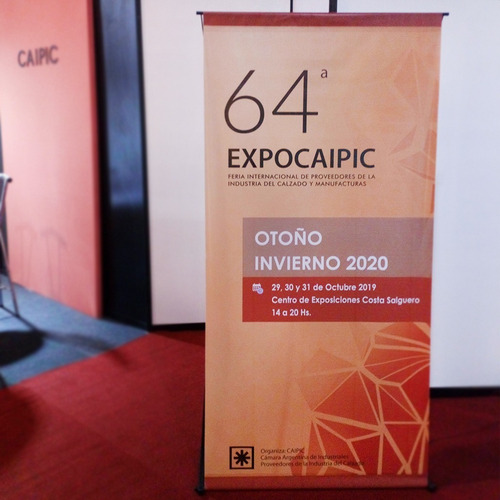 CAIPIC
64ª
EXPOCAIPIC
FERIA INTERNACIONAL DE PROVEEDORES DE LA
INDUSTRIA DEL CALZADO Y MANUFACTURAS
OTOÑO
INVIERNO 2020
29, 30 y 31 de Octubre 2019
Centro de Exposiciones Costa Salguero
14 a 20 Hs.
Organiza: CAIPIC
Cámara Argentina de Industriales
Proveedores de la Industria del Calzado